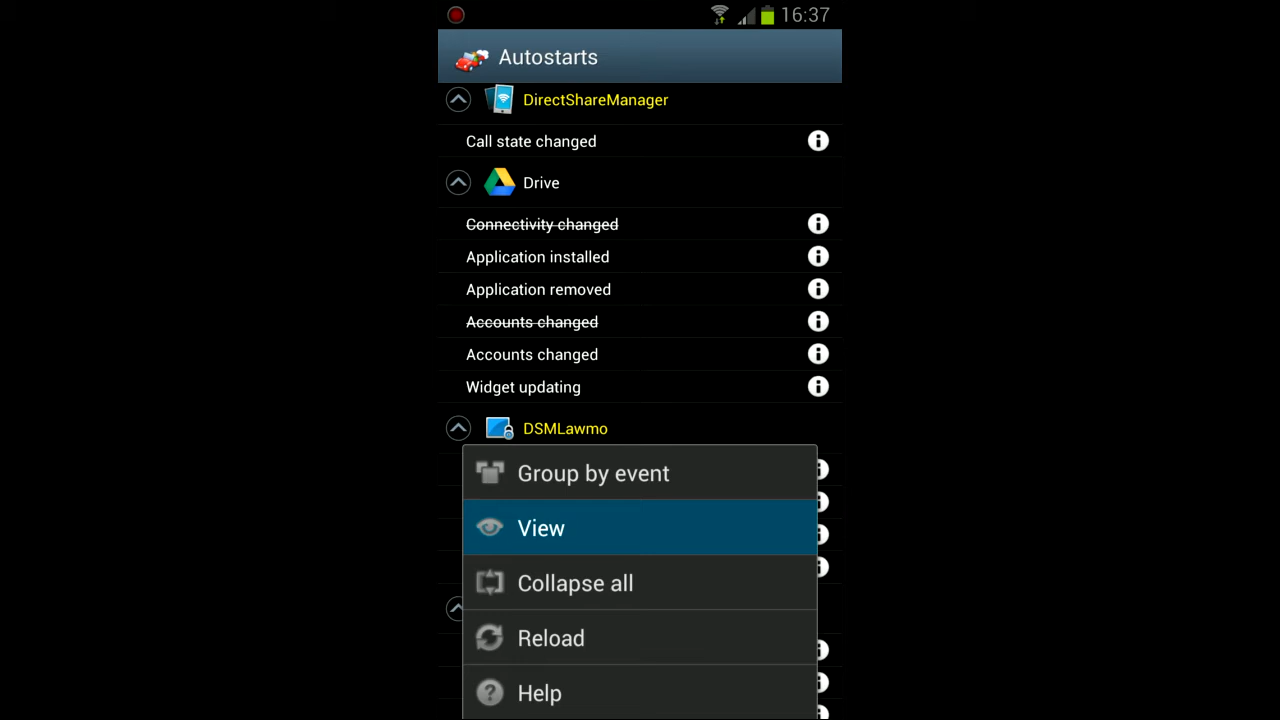 16:37
Autostarts
DirectShareManager
Call state changed
Drive
Connectivity changed
Application installed
Application removed
Accounts changed
Accounts changed
Widget updating
DSMLawmo
Group by event
View
Collapse all
Reload
Help